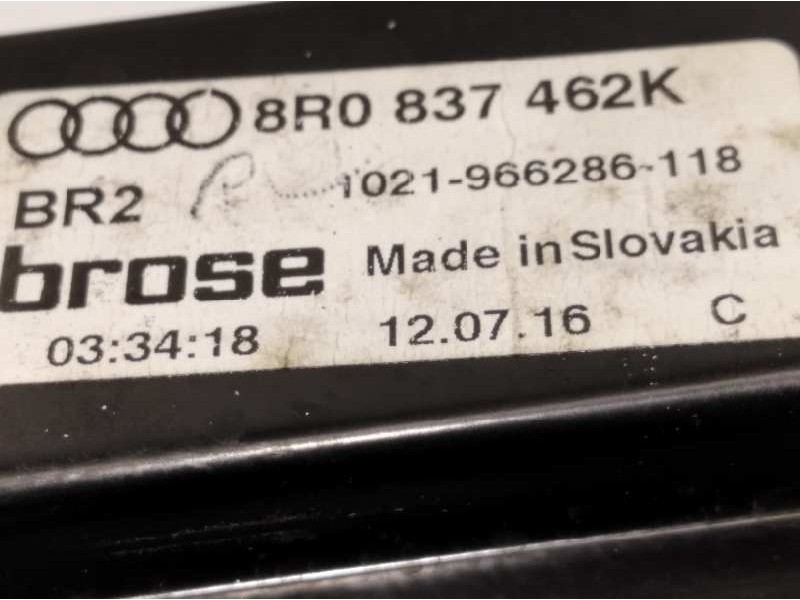 8R0 837 462K
BR2 1021-966286-118
brose Made in Slovakia
03:34:18 12.07.16 C